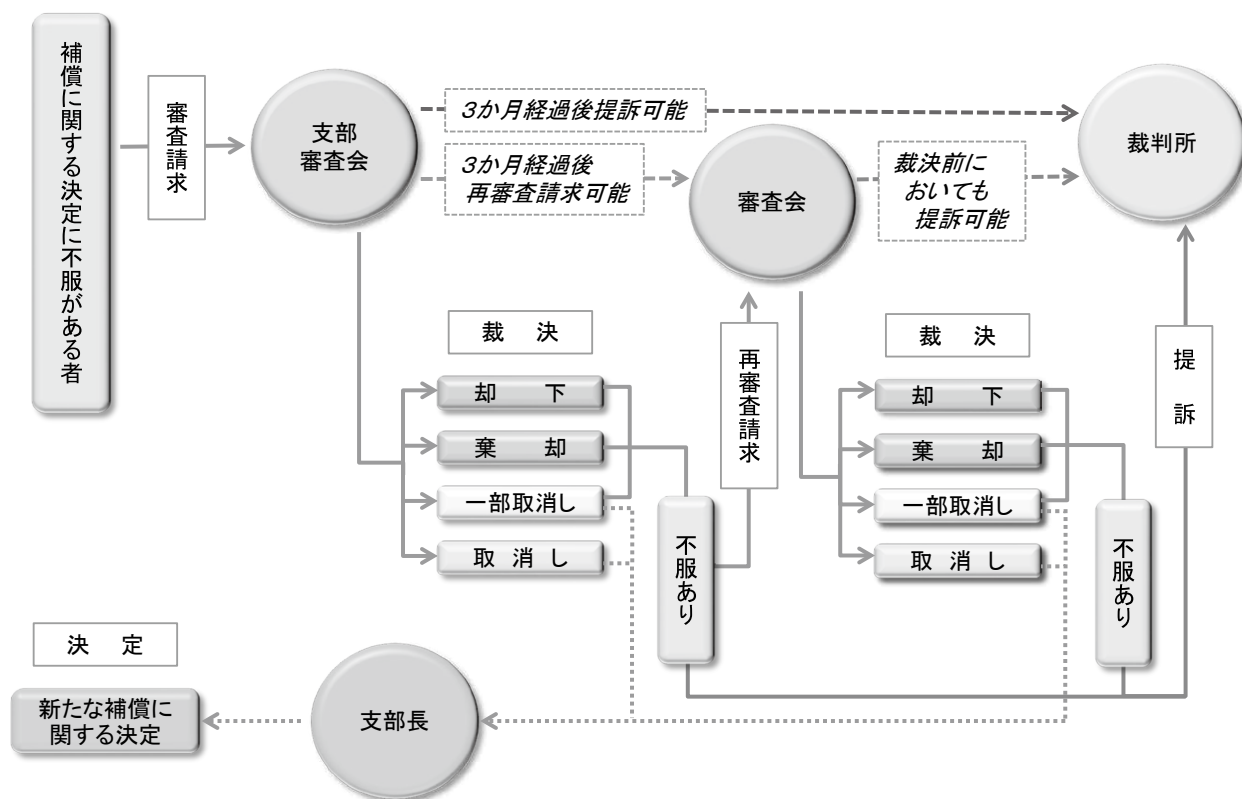 補償に関する決定に不服がある者
審査請求
支部
審査会
3か月経過後提訴可能
3か月経過後
再審査請求可能
審査会
裁決前に
おいても
提訴可能
裁判所
裁　決
却　下
棄　却
一部取消し
取 消 し
不服あり
再審査請求
裁　決
却　下
棄　却
一部取消し
取 消 し
不服あり
提　訴
決　定
新たな補償に
関する決定
支部長